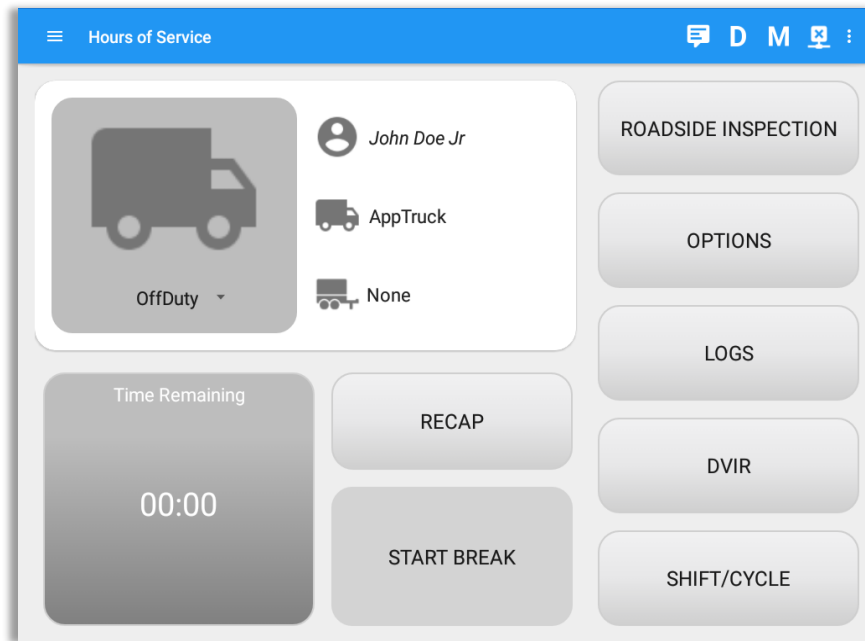 Hours of Service
D M
John Doe Jr
AppTruck
None
OffDuty
Time Remaining
00:00
RECAP
START BREAK
ROADSIDE INSPECTION
OPTIONS
LOGS
DVIR
SHIFT/CYCLE